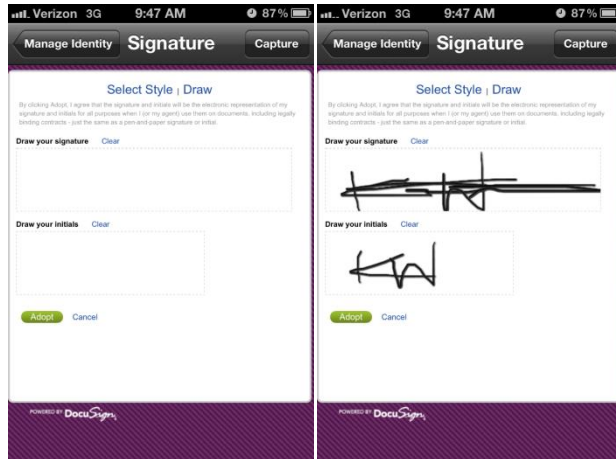 Verizon 3G 9:47 AM 87%
Manage Identity Signature Capture
Select Style | Draw
By clicking Adopt, I agree that the signature and initials will be the electronic representation of my
signature and initials for all purposes when I (or my agent) use them on documents, including legally
binding contracts - just the same as a pen-and-paper signature or initial.
Draw your signature Clear
Draw your initials Clear
Adopt Cancel
POWERED BY DocuSign
Verizon 3G 9:47 AM 87%
Manage Identity Signature Capture
Select Style | Draw
By clicking Adopt, I agree that the signature and initials will be the electronic representation of my
signature and initials for all purposes when I (or my agent) use them on documents, including legally
binding contracts - just the same as a pen-and-paper signature or initial.
Draw your signature Clear
Draw your initials Clear
KW
Adopt Cancel
POWERED BY DocuSign